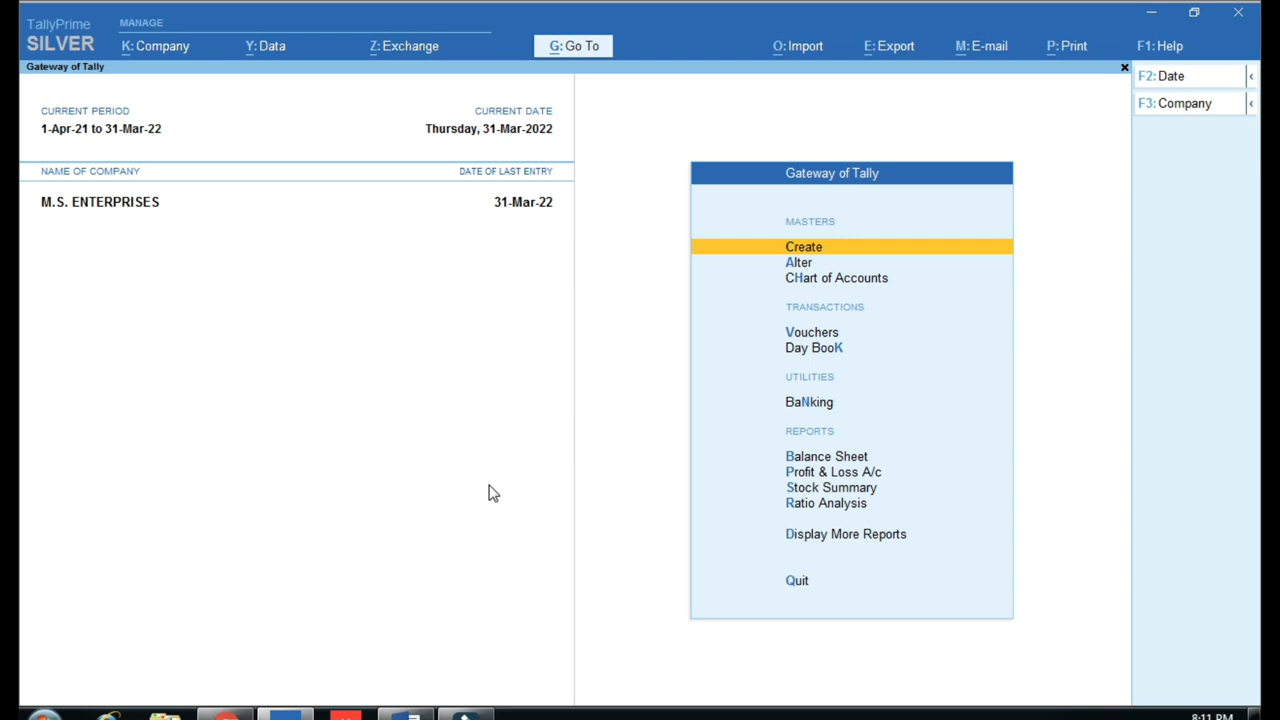 TallyPrime
MANAGE
SILVER
K: Company
Y: Data
Z: Exchange
G: Go To
O: Import
E: Export
M: E-mail
P: Print
F1: Help
Gateway of Tally
F2: Date
F3: Company
CURRENT PERIOD
CURRENT DATE
1-Apr-21 to 31-Mar-22
Thursday, 31-Mar-2022
NAME OF COMPANY
DATE OF LAST ENTRY
M.S. ENTERPRISES
31-Mar-22
Gateway of Tally
MASTERS
Create
Alter
CHart of Accounts
TRANSACTIONS
Vouchers
Day BooK
UTILITIES
BaNking
REPORTS
Balance Sheet
Profit & Loss A/c
Stock Summary
Ratio Analysis
Display More Reports
Quit
8:11 PM